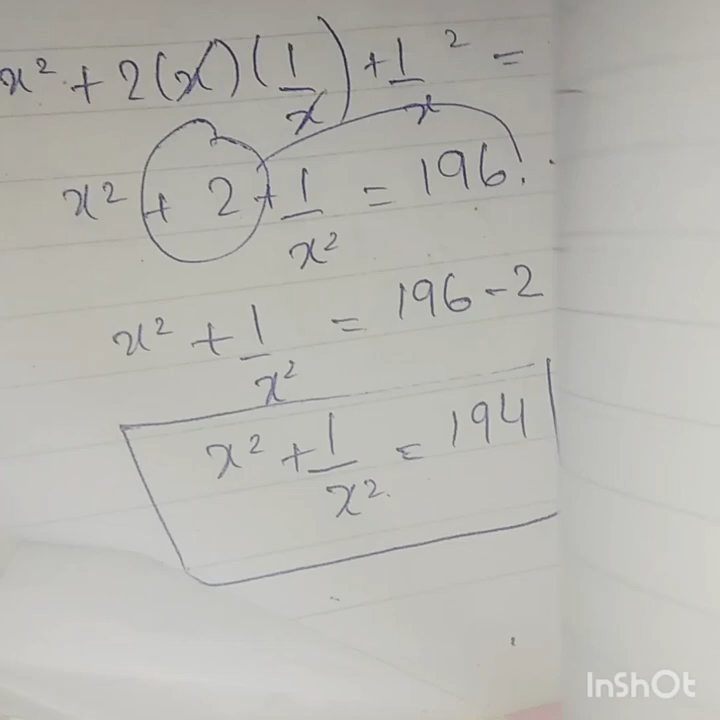 x² + 2(x)(1/x) + 1/x ² =
x² + 2 + 1/x² = 196.
x² + 1/x² = 196 - 2
x² + 1/x² = 194
InShOt